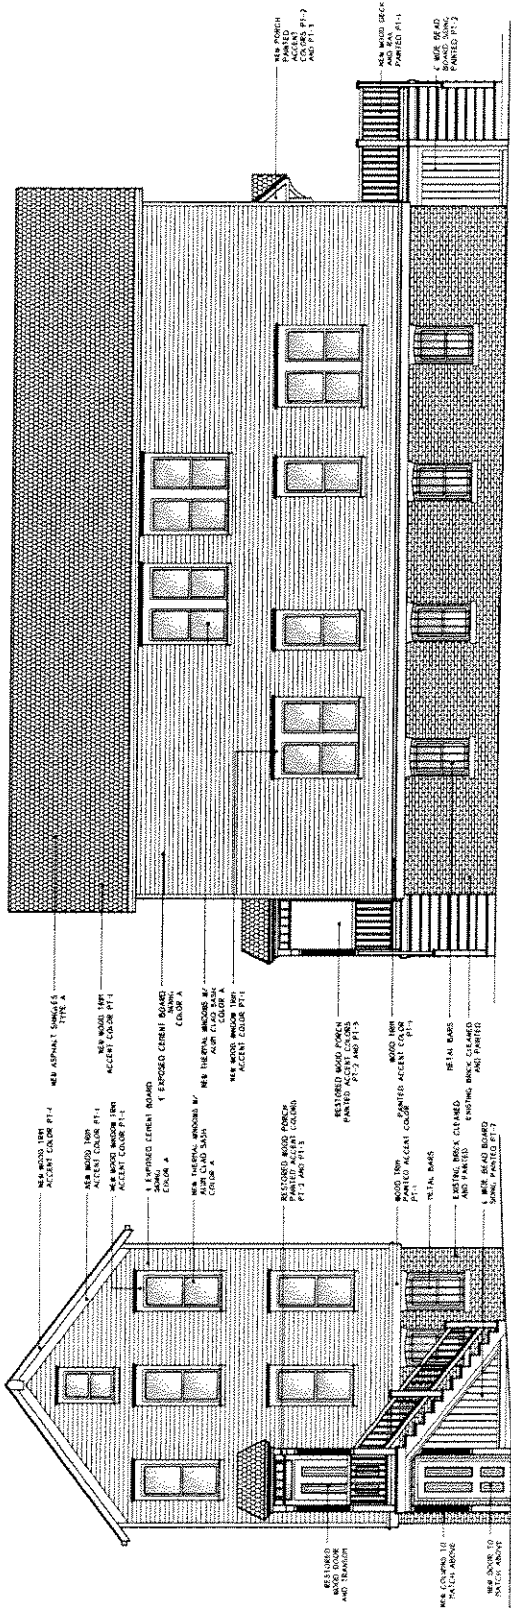 NEW WOOD TRIM
ACCENT COLOR PT-1
NEW WOOD TRIM
ACCENT COLOR PT-1
NEW WOOD WINDOW TRIM
ACCENT COLOR PT-1
EXPOSED CEMENT BOARD
SIDING
COLOR A
NEW THERMAL WINDOWS W/
ALUM CLAD SASH
COLOR A
RESTORED WOOD PORCH
PAINTED ACCENT COLORS
PT-2 AND PT-3
WOOD TRIM
PAINTED ACCENT COLOR
PT-1
METAL BARS
EXISTING BRICK CLEANED
AND PAINTED
WIDE BEAD BOARD
SIDING PAINTED PT-2
RESTORED
WOOD DOOR
AND TRANSOM
NEW COLUMNS TO
MATCH ABOVE
NEW DOOR TO
MATCH ABOVE
NEW ASPHALT SHINGLES
TYPE A
NEW WOOD TRIM
ACCENT COLOR PT-1
EXPOSED CEMENT BOARD
SIDING
COLOR A
NEW THERMAL WINDOWS W/
ALUM CLAD SASH
COLOR A
NEW WOOD WINDOW TRIM
ACCENT COLOR PT-1
RESTORED WOOD PORCH
PAINTED ACCENT COLORS
PT-2 AND PT-3
WOOD TRIM
PAINTED ACCENT COLOR
PT-1
METAL BARS
EXISTING BRICK CLEANED
AND PAINTED
NEW PORCH
PAINTED
ACCENT
COLORS PT-2
AND PT-3
NEW WOOD DECK
AND RAIL
PAINTED PT-1
WIDE BEAD
BOARD SIDING
PAINTED PT-2